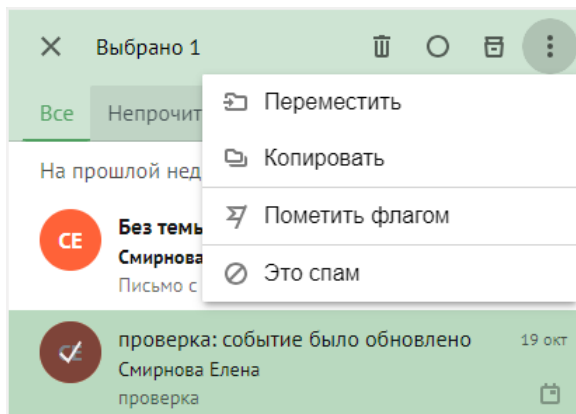 Выбрано 1
Все Непрочит
Переместить
Копировать
Пометить флагом
Это спам
На прошлой нед
СЕ
Без темы
Смирнова
Письмо с
проверка: событие было обновлено 19 окт
Смирнова Елена
проверка